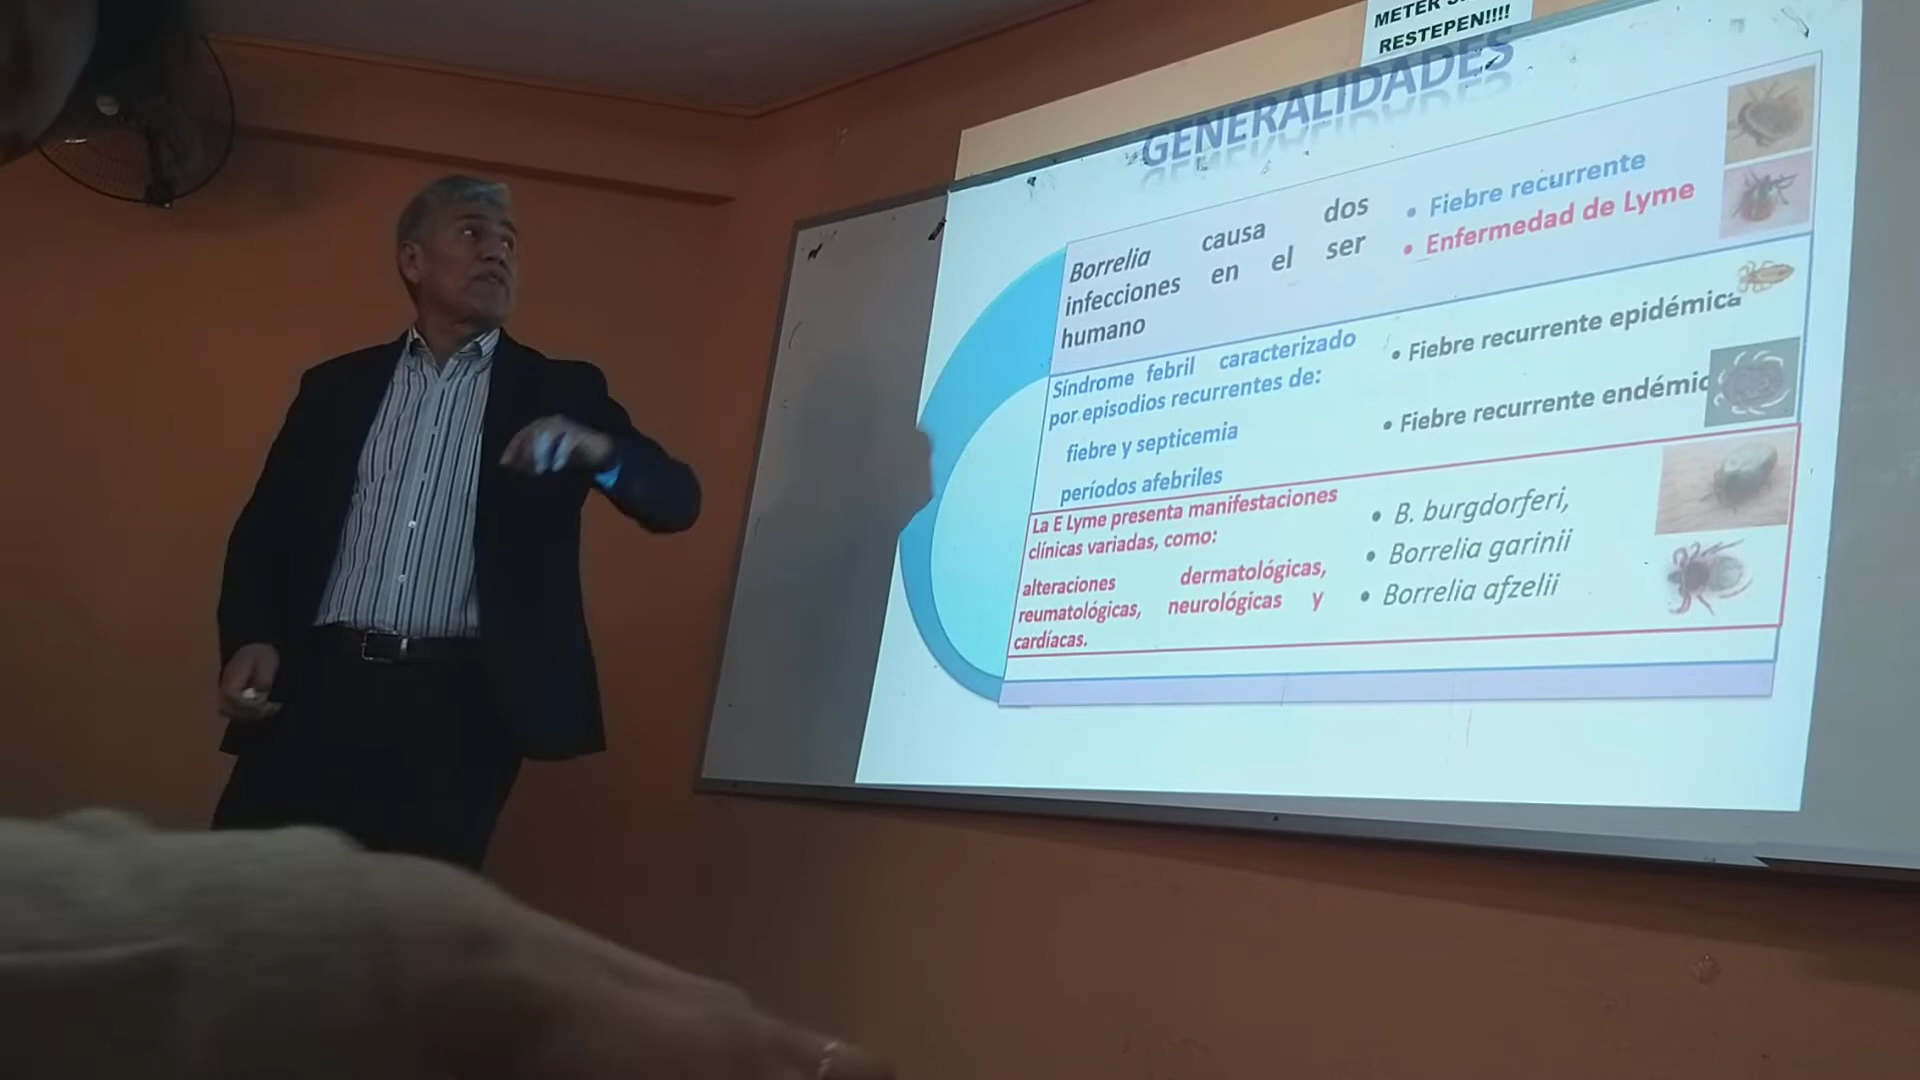 METER
RESTEPEN!!!!
GENERALIDADES
Borrelia causa dos
infecciones en el ser
humano
• Fiebre recurrente
• Enfermedad de Lyme
Síndrome febril caracterizado
por episodios recurrentes de:
fiebre y septicemia
períodos afebriles
• Fiebre recurrente epidémica
• Fiebre recurrente endémic
La E Lyme presenta manifestaciones
clínicas variadas, como:
alteraciones dermatológicas,
reumatológicas, neurológicas y
cardíacas.
• B. burgdorferi,
• Borrelia garinii
• Borrelia afzelii